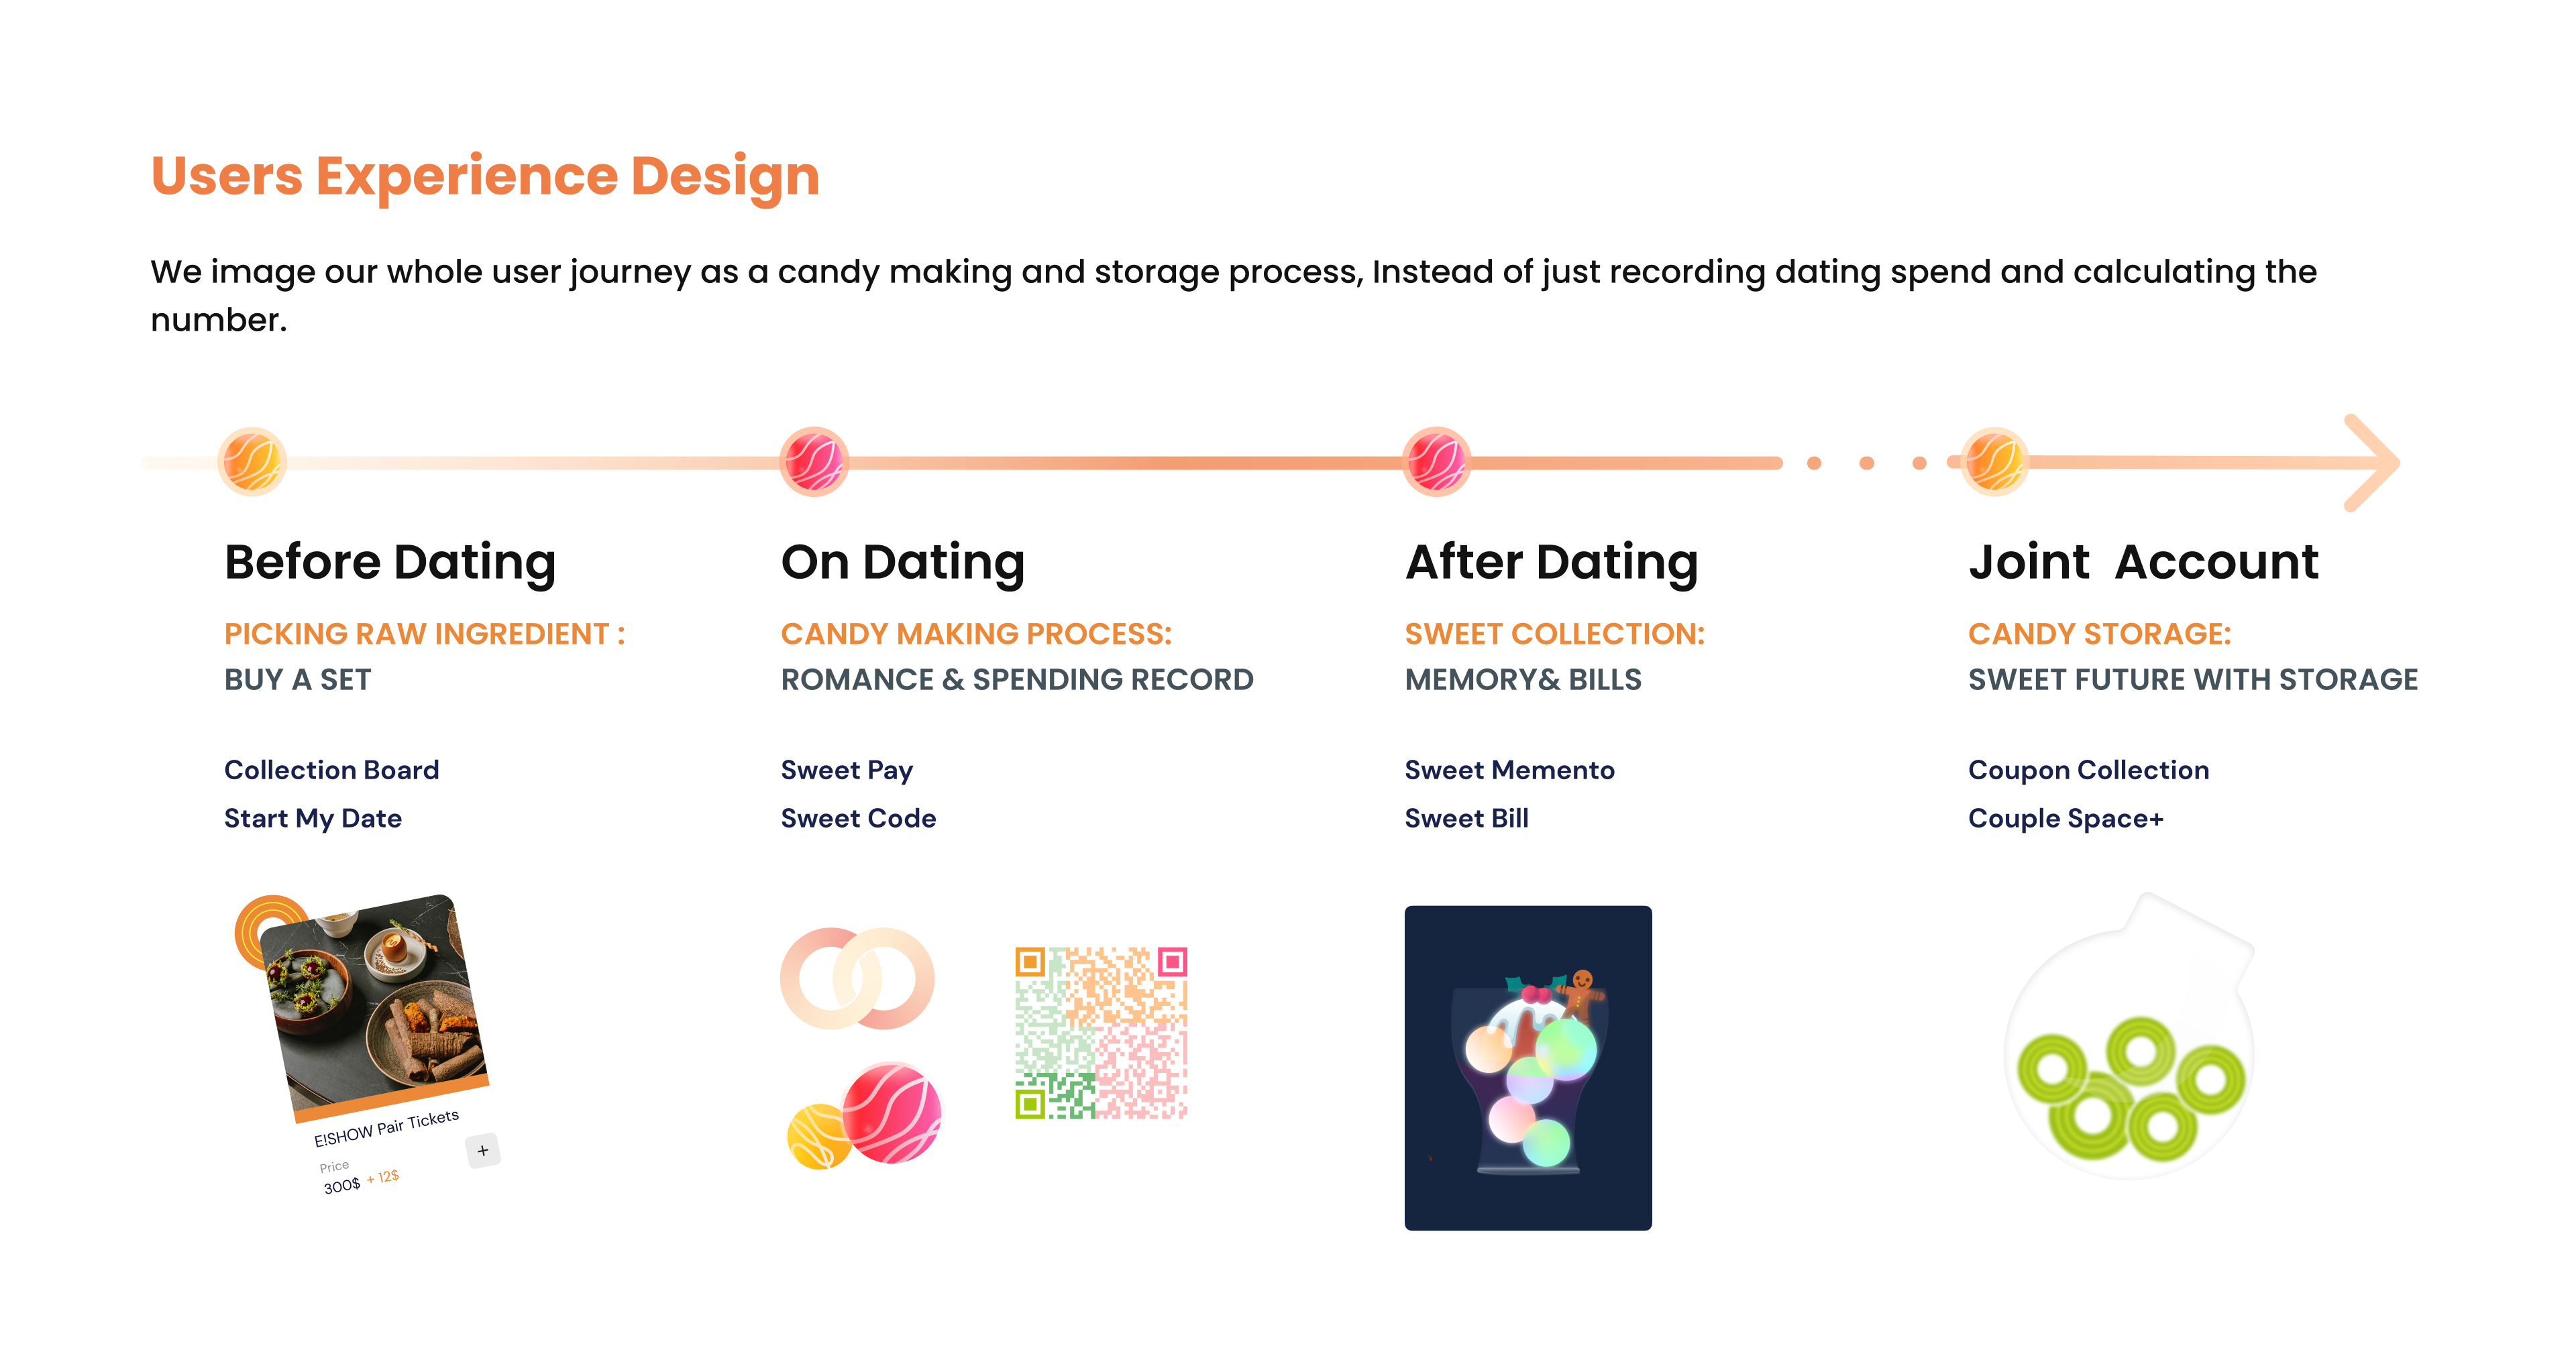 Users Experience Design
We image our whole user journey as a candy making and storage process, Instead of just recording dating spend and calculating the
number.
Before Dating
PICKING RAW INGREDIENT :
BUY A SET
Collection Board
Start My Date
E!SHOW Pair Tickets
Price
300$ + 12$
+
On Dating
CANDY MAKING PROCESS:
ROMANCE & SPENDING RECORD
Sweet Pay
Sweet Code
After Dating
SWEET COLLECTION:
MEMORY& BILLS
Sweet Memento
Sweet Bill
Joint  Account
CANDY STORAGE:
SWEET FUTURE WITH STORAGE
Coupon Collection
Couple Space+